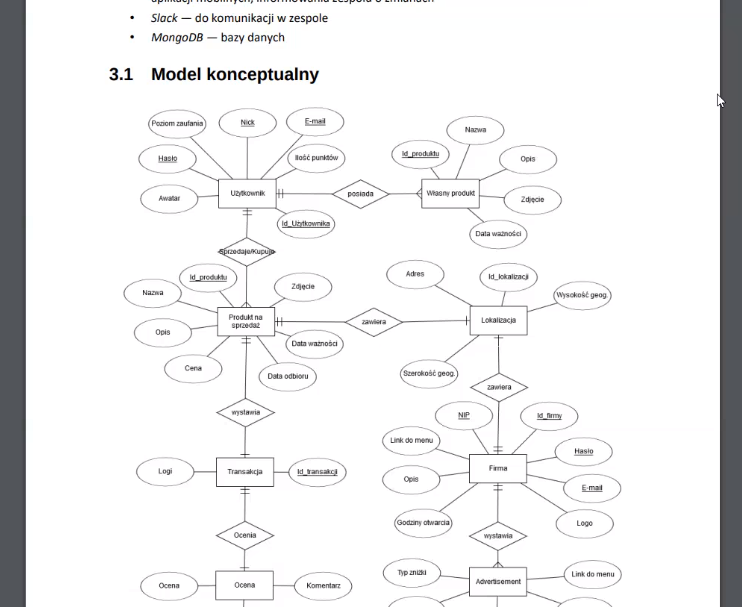 aplikacji mobilnych, informowania zespołu o zmianach
• Slack — do komunikacji w zespole
• MongoDB — bazy danych
3.1 Model konceptualny
Poziom zaufania
Nick
E-mail
Nazwa
Hasło
Ilość punktów
Id_produktu
Opis
Awatar
Użytkownik
posiada
Własny produkt
Zdjęcie
Id_Użytkownika
Data ważności
Sprzedaje/Kupuje
Nazwa
Id_produktu
Zdjęcie
Adres
Id_lokalizacji
Wysokość geog.
Opis
Produkt na
sprzedaż
zawiera
Lokalizacja
Data ważności
Cena
Data odbioru
Szerokość geog.
zawiera
wystawia
NIP
Id_firmy
Link do menu
Hasło
Logi
Transakcja
Id_transakcji
Opis
Firma
E-mail
Godziny otwarcia
Logo
Ocenia
wystawia
Ocena
Ocena
Komentarz
Typ zniżki
Advertisement
Link do menu